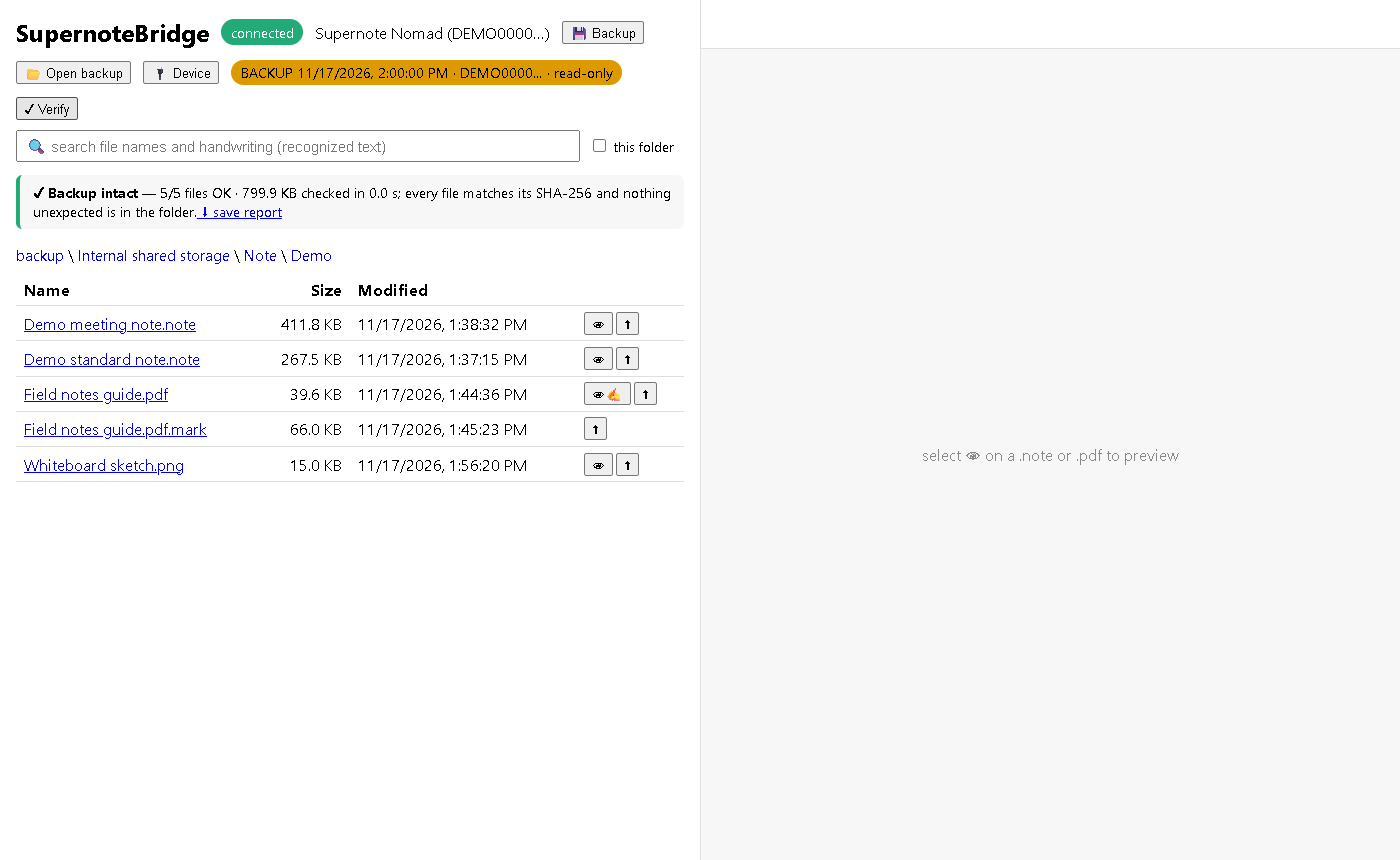 SupernoteBridge connected Supernote Nomad (DEMO0000...) Backup
Open backup Device BACKUP 11/17/2026, 2:00:00 PM · DEMO0000... · read-only
✓ Verify
search file names and handwriting (recognized text) this folder
✓ Backup intact — 5/5 files OK · 799.9 KB checked in 0.0 s; every file matches its SHA-256 and nothing
unexpected is in the folder. ⬇ save report
backup \ Internal shared storage \ Note \ Demo
Name Size Modified
Demo meeting note.note 411.8 KB 11/17/2026, 1:38:32 PM
Demo standard note.note 267.5 KB 11/17/2026, 1:37:15 PM
Field notes guide.pdf 39.6 KB 11/17/2026, 1:44:36 PM
Field notes guide.pdf.mark 66.0 KB 11/17/2026, 1:45:23 PM
Whiteboard sketch.png 15.0 KB 11/17/2026, 1:56:20 PM
select 👁 on a .note or .pdf to preview